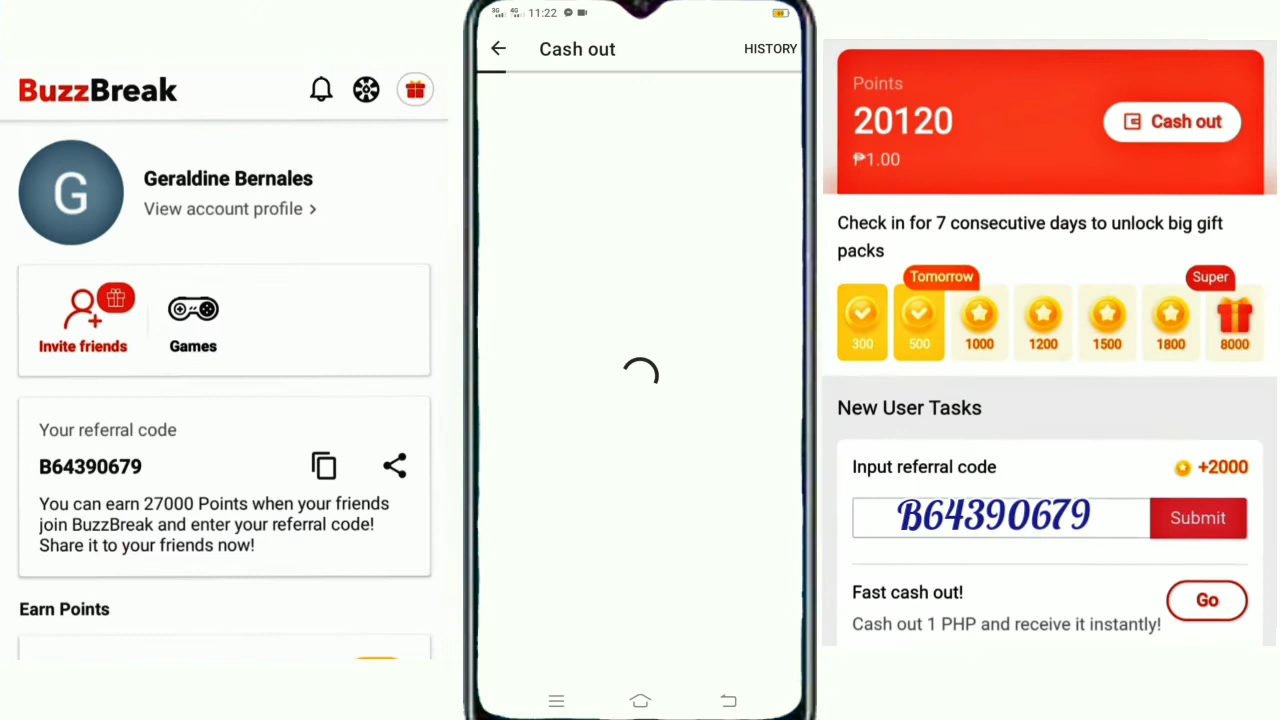 BuzzBreak
G
Geraldine Bernales
View account profile >
Invite friends
Games
Your referral code
B64390679
You can earn 27000 Points when your friends
join BuzzBreak and enter your referral code!
Share it to your friends now!
Earn Points
3G 4G 11:22
Cash out
HISTORY
Points
20120
Cash out
₱1.00
Check in for 7 consecutive days to unlock big gift
packs
Tomorrow
Super
300
500
1000
1200
1500
1800
8000
New User Tasks
Input referral code
+2000
B64390679
Submit
Fast cash out!
Go
Cash out 1 PHP and receive it instantly!